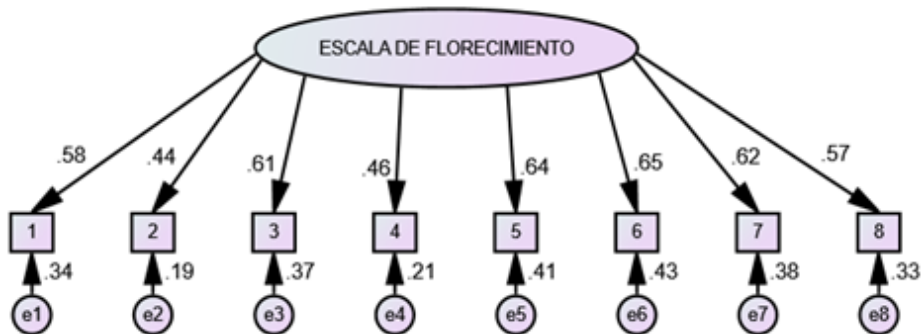 ESCALA DE FLORECIMIENTO
.58 .44 .61 .46 .64 .65 .62 .57
1 2 3 4 5 6 7 8
.34 .19 .37 .21 .41 .43 .38 .33
e1 e2 e3 e4 e5 e6 e7 e8